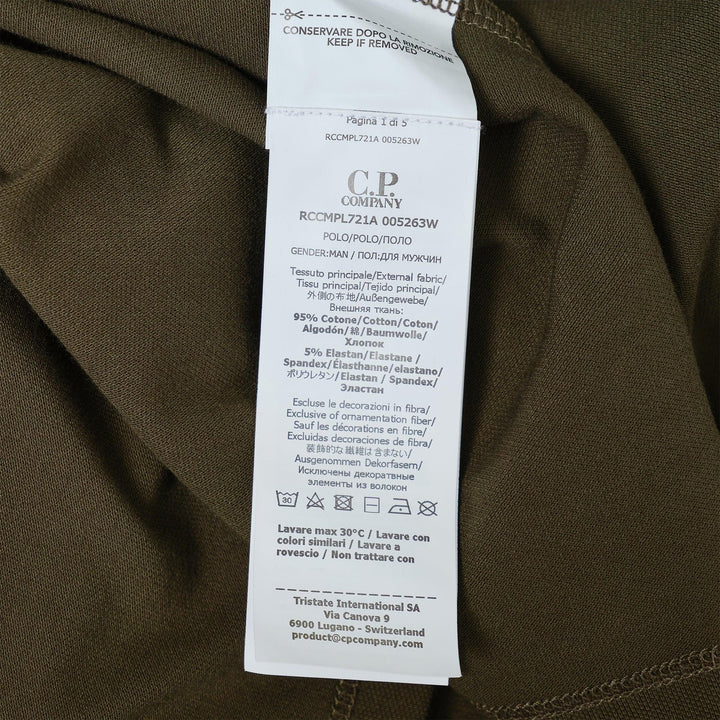 CONSERVARE DOPO LA RIMOZIONE
KEEP IF REMOVED
Pagina 1 di 5
RCCMPL721A 005263W
C.P.
COMPANY
RCCMPL721A 005263W
POLO/POLO/ПОЛО
GENDER:MAN / ПОЛ:ДЛЯ МУЖЧИН
Tessuto principale/External fabric/
Tissu principal/Tejido principal/
外側の布地/Außengewebe/
Внешняя ткань:
95% Cotone/Cotton/Coton/
Algodón/綿/Baumwolle/
Хлопок
5% Elastan/Elastane /
Spandex/Élasthanne/elastano/
ポリウレタン/Elastan / Spandex/
Эластан
Escluse le decorazioni in fibra/
Exclusive of ornamentation fiber/
Sauf les décorations en fibre/
Excluidas decoraciones de fibra/
装飾的な繊維は含まない/
Ausgenommen Dekorfasern/
Исключены декоратвные
элементы из волокон
30
Lavare max 30°C / Lavare con
colori similari / Lavare a
rovescio / Non trattare con
Tristate International SA
Via Canova 9
6900 Lugano - Switzerland
product@cpcompany.com